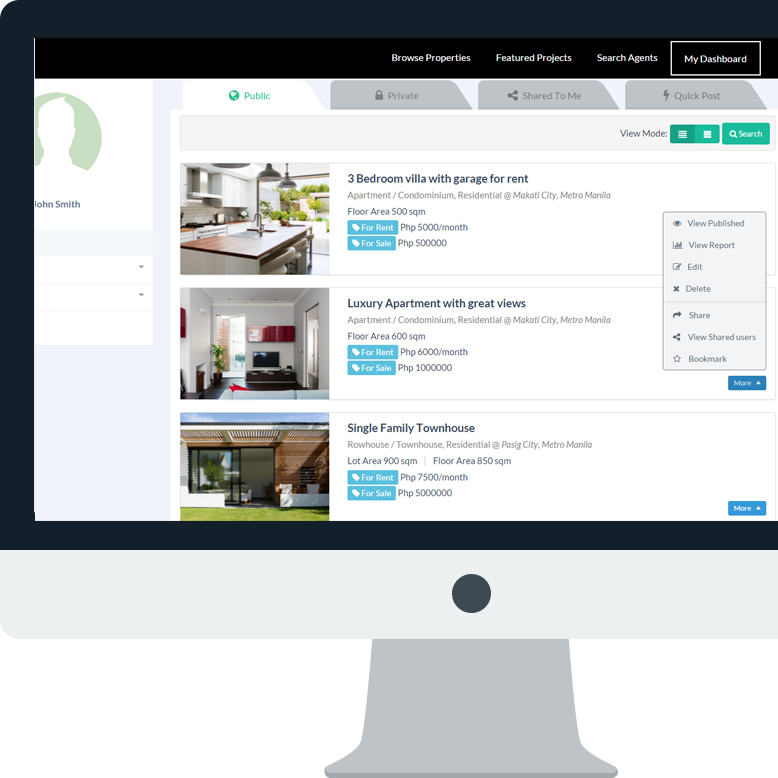 Browse Properties
Featured Projects
Search Agents
My Dashboard
Public
Private
Shared To Me
Quick Post
View Mode:
Search
John Smith
3 Bedroom villa with garage for rent
Apartment / Condominium, Residential @ Makati City, Metro Manila
Floor Area 500 sqm
For Rent Php 5000/month
For Sale Php 500000
View Published
View Report
Edit
Delete
Share
View Shared users
Bookmark
More
Luxury Apartment with great views
Apartment / Condominium, Residential @ Makati City, Metro Manila
Floor Area 600 sqm
For Rent Php 6000/month
For Sale Php 1000000
Single Family Townhouse
Rowhouse / Townhouse, Residential @ Pasig City, Metro Manila
Lot Area 900 sqm | Floor Area 850 sqm
For Rent Php 7500/month
For Sale Php 5000000
More